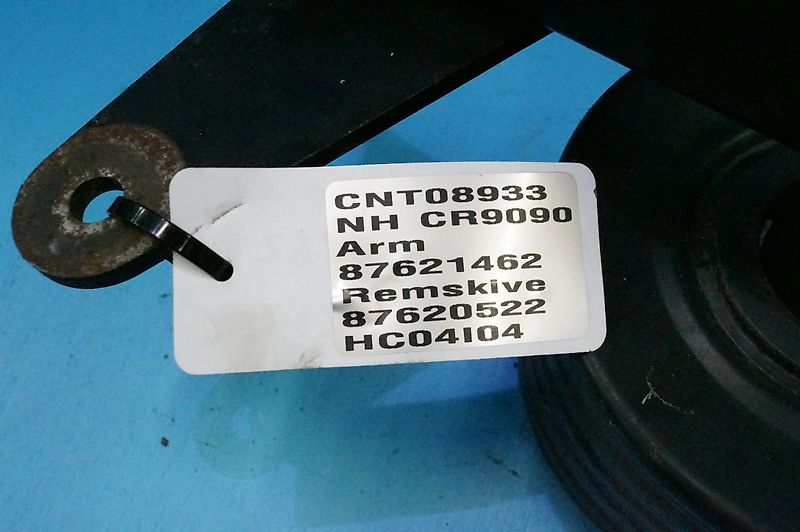 CNT08933
NH CR9090
Arm
87621462
Remskive
87620522
HC04I04